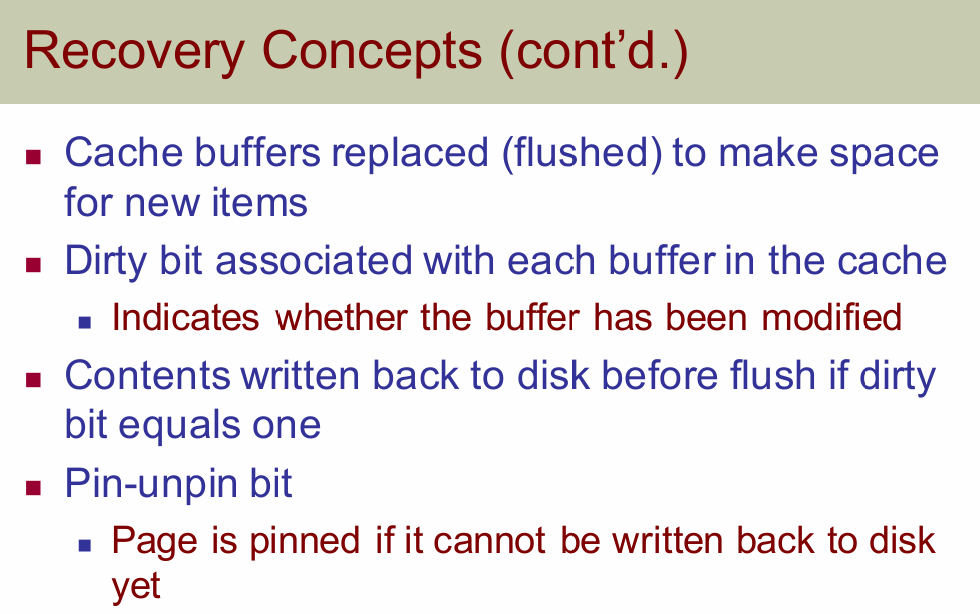 Recovery Concepts (cont’d.)
Cache buffers replaced (flushed) to make space
for new items
Dirty bit associated with each buffer in the cache
Indicates whether the buffer has been modified
Contents written back to disk before flush if dirty
bit equals one
Pin-unpin bit
Page is pinned if it cannot be written back to disk
yet